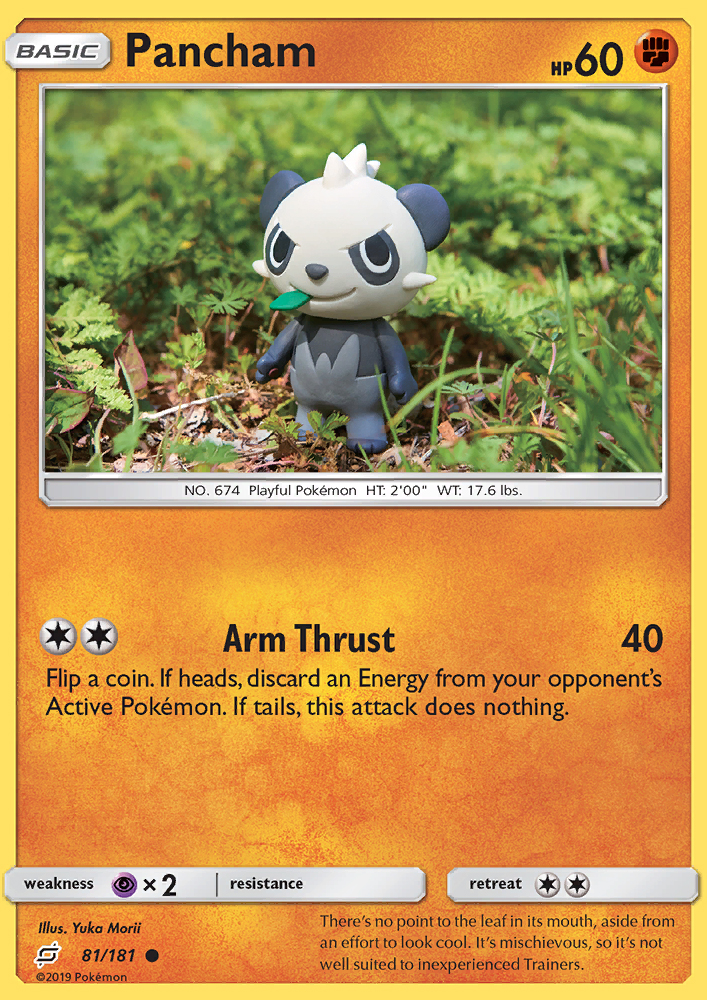 BASIC
Pancham
HP60
NO. 674 Playful Pokémon HT: 2'00" WT: 17.6 lbs.
Arm Thrust 40
Flip a coin. If heads, discard an Energy from your opponent's
Active Pokémon. If tails, this attack does nothing.
weakness ×2 resistance retreat
Illus. Yuka Morii
81/181
©2019 Pokémon
There's no point to the leaf in its mouth, aside from
an effort to look cool. It's mischievous, so it's not
well suited to inexperienced Trainers.